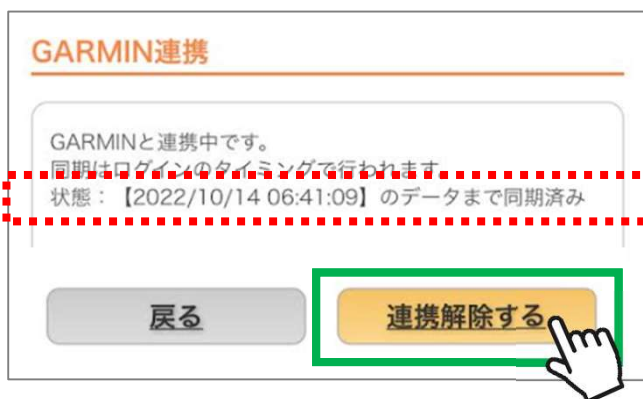 GARMIN連携
GARMINと連携中です。
同期はログインのタイミングで行われます。
状態：【2022/10/14 06:41:09】のデータまで同期済み
戻る
連携解除する